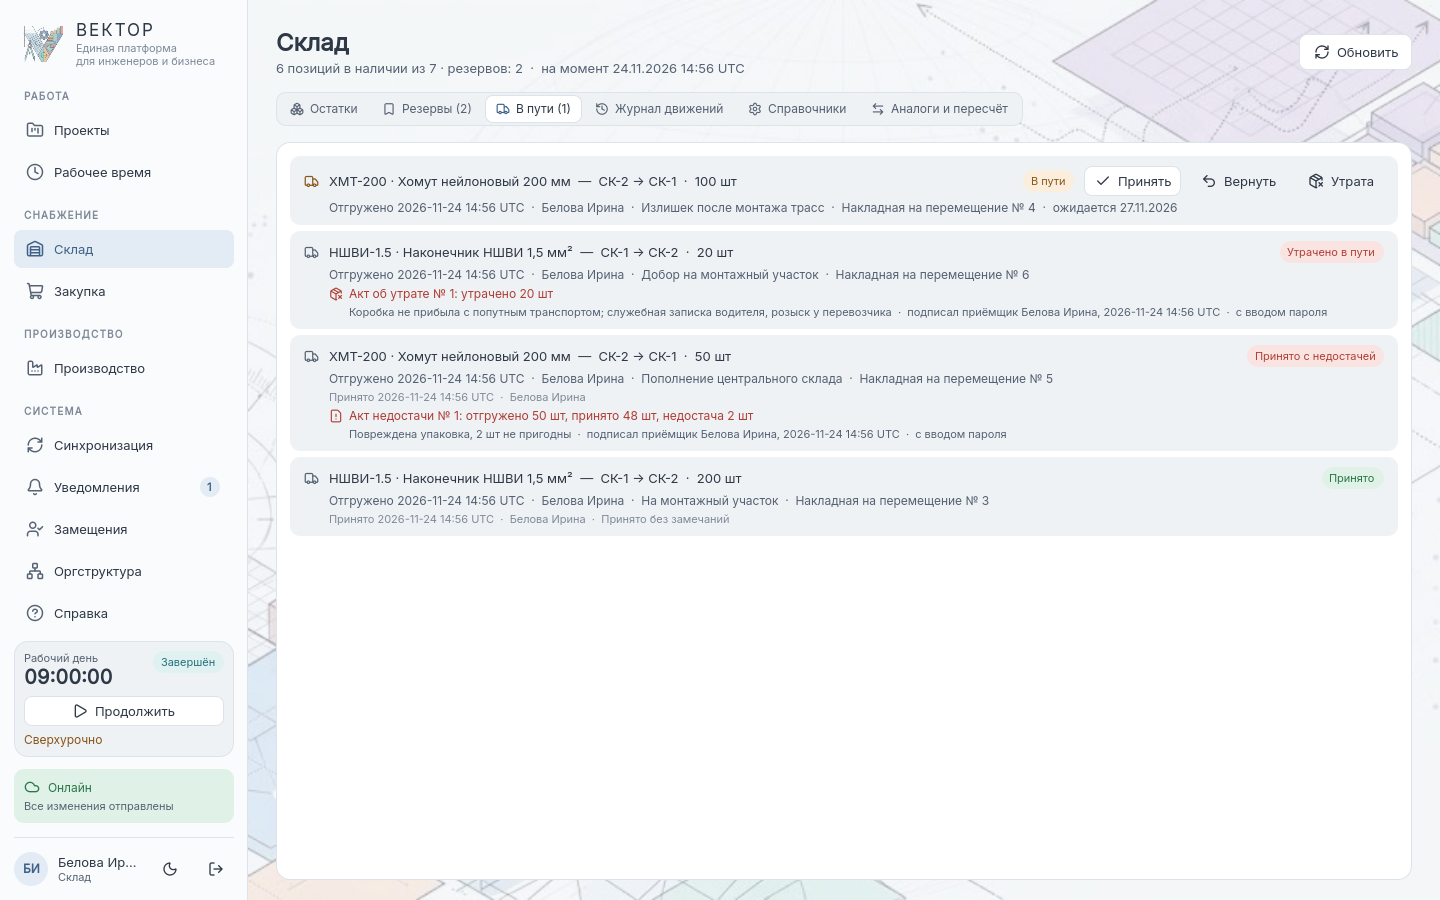 ВЕКТОР
Единая платформа
для инженеров и бизнеса
РАБОТА
Проекты
Рабочее время
СНАБЖЕНИЕ
Склад
Закупка
ПРОИЗВОДСТВО
Производство
СИСТЕМА
Синхронизация
Уведомления 1
Замещения
Оргструктура
Справка
Рабочий день Завершён
09:00:00
Продолжить
Сверхурочно
Онлайн
Все изменения отправлены
БИ Белова Ир...
Склад
Склад
6 позиций в наличии из 7 · резервов: 2 · на момент 24.11.2026 14:56 UTC
Обновить
Остатки Резервы (2) В пути (1) Журнал движений Справочники Аналоги и пересчёт
ХМТ-200 · Хомут нейлоновый 200 мм — СК-2 → СК-1 · 100 шт В пути Принять Вернуть Утрата
Отгружено 2026-11-24 14:56 UTC · Белова Ирина · Излишек после монтажа трасс · Накладная на перемещение № 4 · ожидается 27.11.2026
НШВИ-1.5 · Наконечник НШВИ 1,5 мм² — СК-1 → СК-2 · 20 шт Утрачено в пути
Отгружено 2026-11-24 14:56 UTC · Белова Ирина · Добор на монтажный участок · Накладная на перемещение № 6
Акт об утрате № 1: утрачено 20 шт
Коробка не прибыла с попутным транспортом; служебная записка водителя, розыск у перевозчика · подписал приёмщик Белова Ирина, 2026-11-24 14:56 UTC · с вводом пароля
ХМТ-200 · Хомут нейлоновый 200 мм — СК-2 → СК-1 · 50 шт Принято с недостачей
Отгружено 2026-11-24 14:56 UTC · Белова Ирина · Пополнение центрального склада · Накладная на перемещение № 5
Принято 2026-11-24 14:56 UTC · Белова Ирина
Акт недостачи № 1: отгружено 50 шт, принято 48 шт, недостача 2 шт
Повреждена упаковка, 2 шт не пригодны · подписал приёмщик Белова Ирина, 2026-11-24 14:56 UTC · с вводом пароля
НШВИ-1.5 · Наконечник НШВИ 1,5 мм² — СК-1 → СК-2 · 200 шт Принято
Отгружено 2026-11-24 14:56 UTC · Белова Ирина · На монтажный участок · Накладная на перемещение № 3
Принято 2026-11-24 14:56 UTC · Белова Ирина · Принято без замечаний